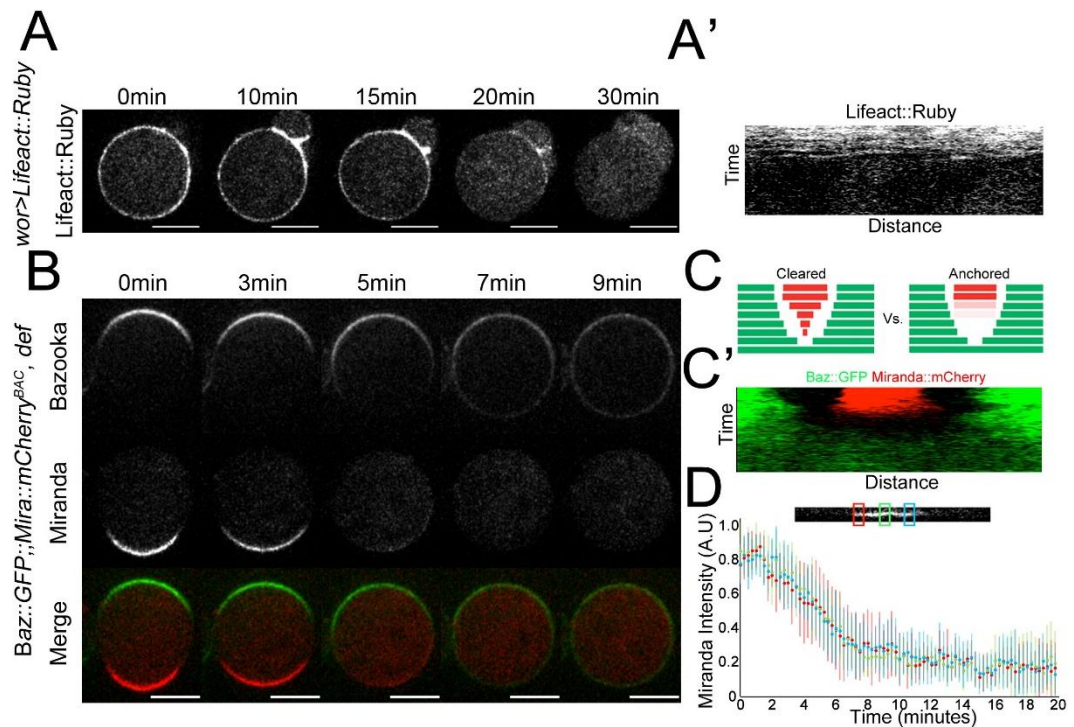 A
0min 10min 15min 20min 30min
wor>Lifeact::Ruby
Lifeact::Ruby
A'
Lifeact::Ruby
Time
Distance
B
0min 3min 5min 7min 9min
Baz::GFP;;Mira::mCherryBAC, def
Bazooka
Miranda
Merge
C
Cleared
Vs.
Anchored
C'
Baz::GFP Miranda::mCherry
Time
Distance
D
Miranda Intensity (A.U)
1.0
0.8
0.6
0.4
0.2
0
0 2 4 6 8 10 12 14 16 18 20
Time (minutes)